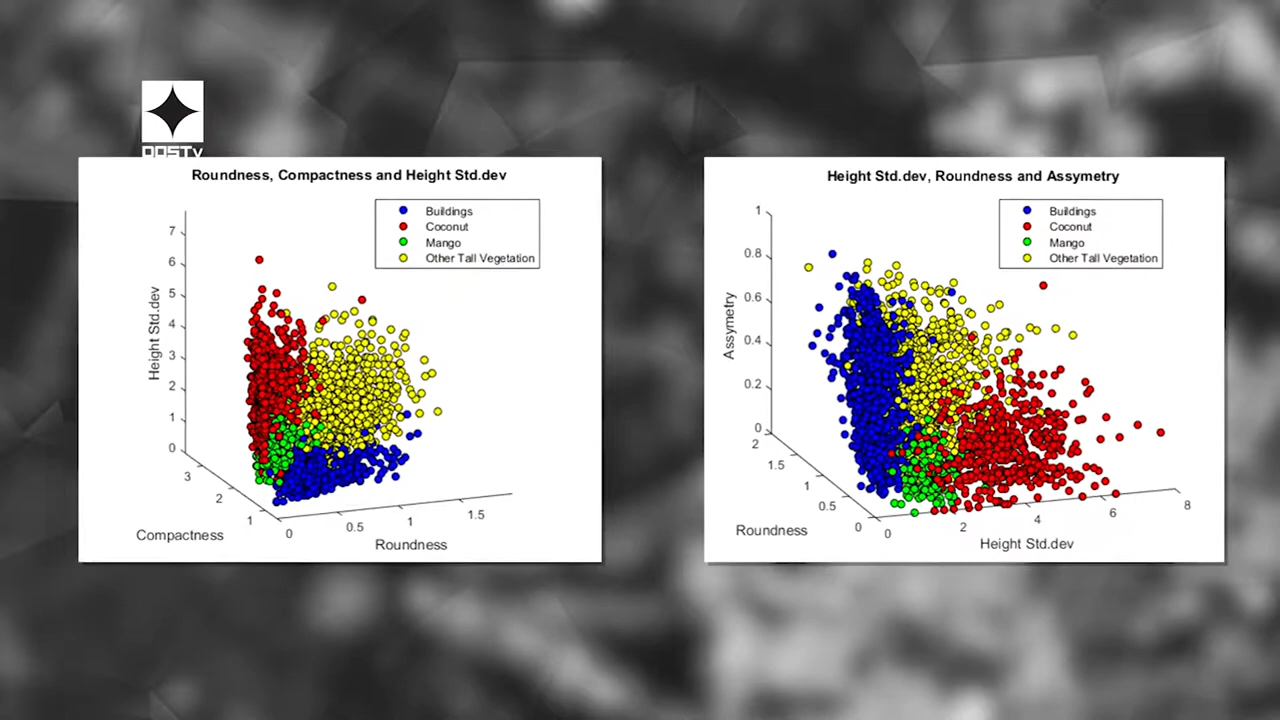 DOSTv
Roundness, Compactness and Height Std.dev
Buildings
Coconut
Mango
Other Tall Vegetation
7
6
5
4
3
2
1
0
Height Std.dev
3
2
1
Compactness
0
0.5
1
1.5
Roundness
Height Std.dev, Roundness and Assymetry
Buildings
Coconut
Mango
Other Tall Vegetation
1
0.8
0.6
0.4
0.2
0
Assymetry
2
1.5
1
0.5
0
Roundness
0
2
4
6
8
Height Std.dev